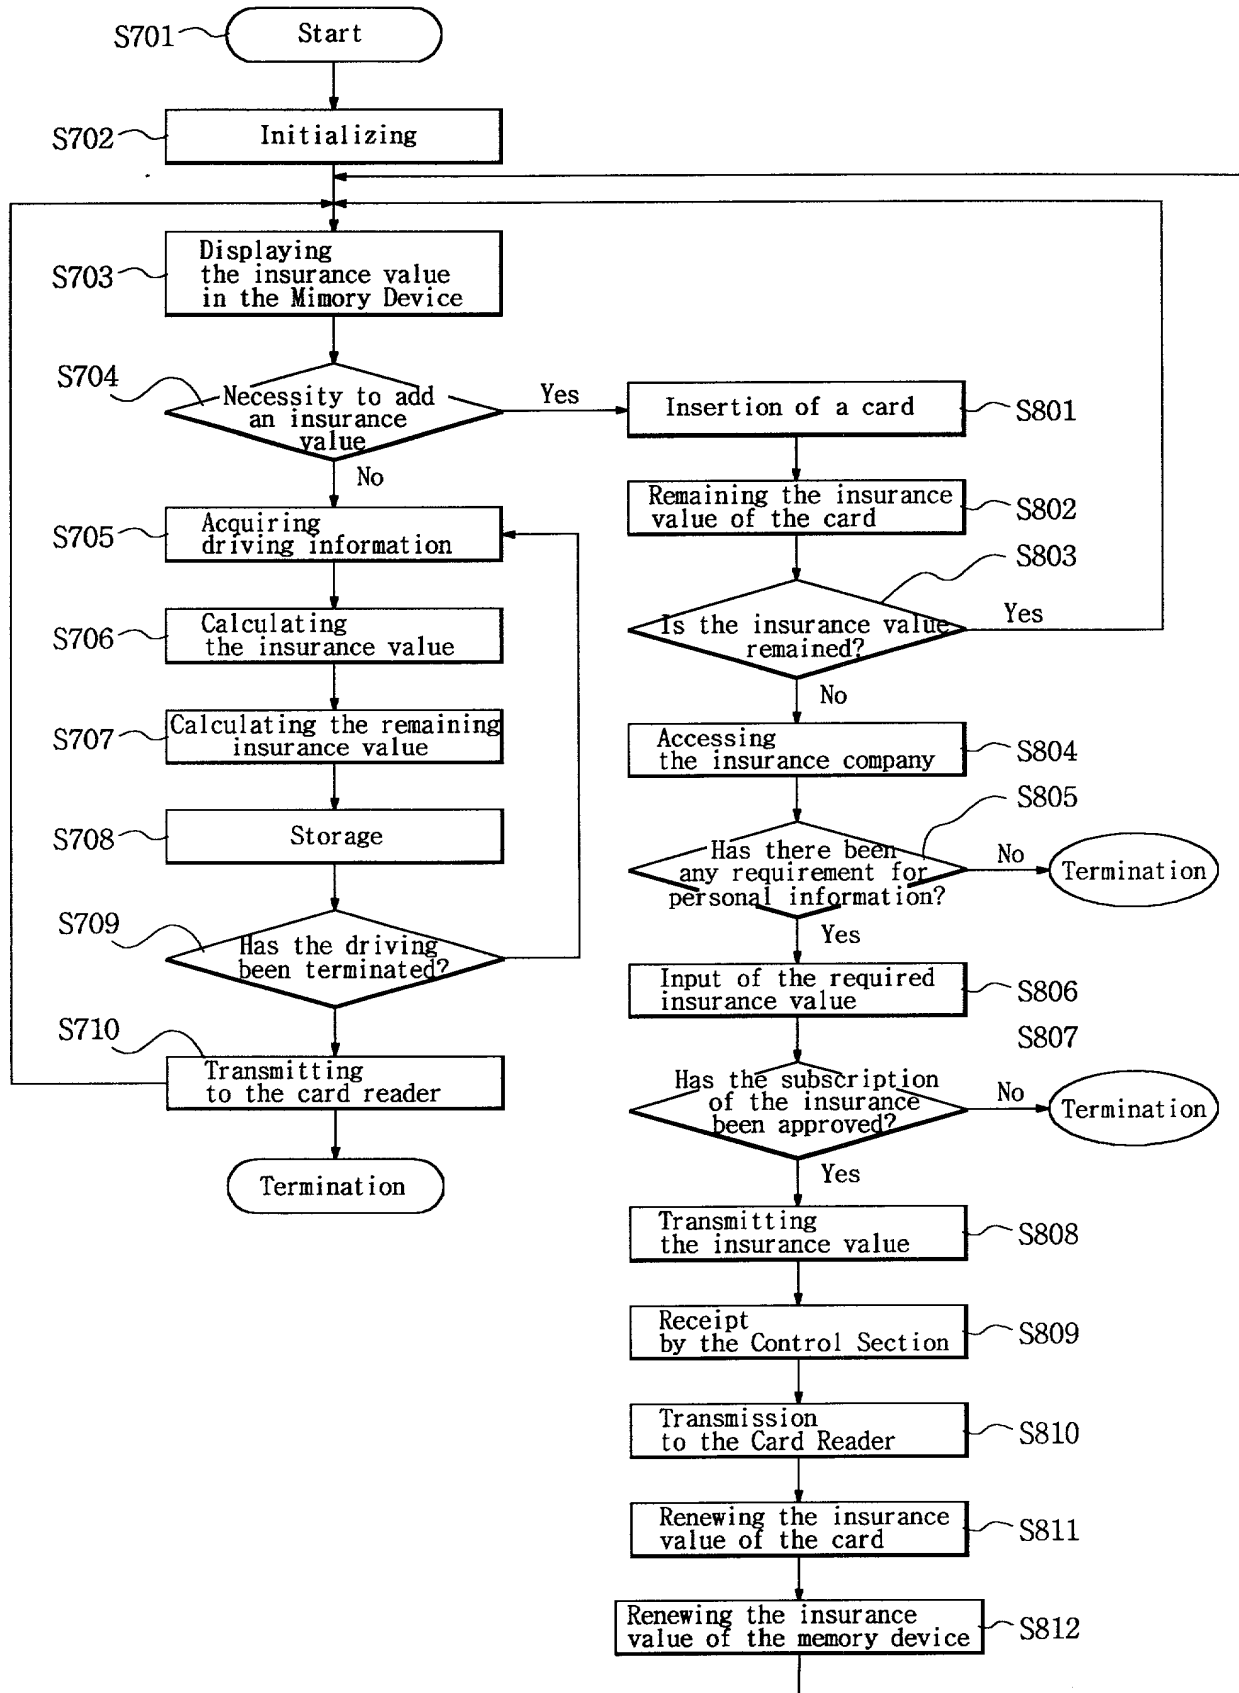 S701
Start
S702
Initializing
S703
Displaying
the insurance value
in the Mimory Device
S704
Necessity to add
an insurance
value
Yes
No
S705
Acquiring
driving information
S706
Calculating
the insurance value
S707
Calculating the remaining
insurance value
S708
Storage
S709
Has the driving
been terminated?
S710
Transmitting
to the card reader
Termination
Insertion of a card
S801
Remaining the insurance
value of the card
S802
S803
Is the insurance value
remained?
Yes
No
Accessing
the insurance company
S804
S805
Has there been
any requirement for
personal information?
No
Termination
Yes
Input of the required
insurance value
S806
S807
Has the subscription
of the insurance
been approved?
No
Termination
Yes
Transmitting
the insurance value
S808
Receipt
by the Control Section
S809
Transmission
to the Card Reader
S810
Renewing the insurance
value of the card
S811
Renewing the insurance
value of the memory device
S812